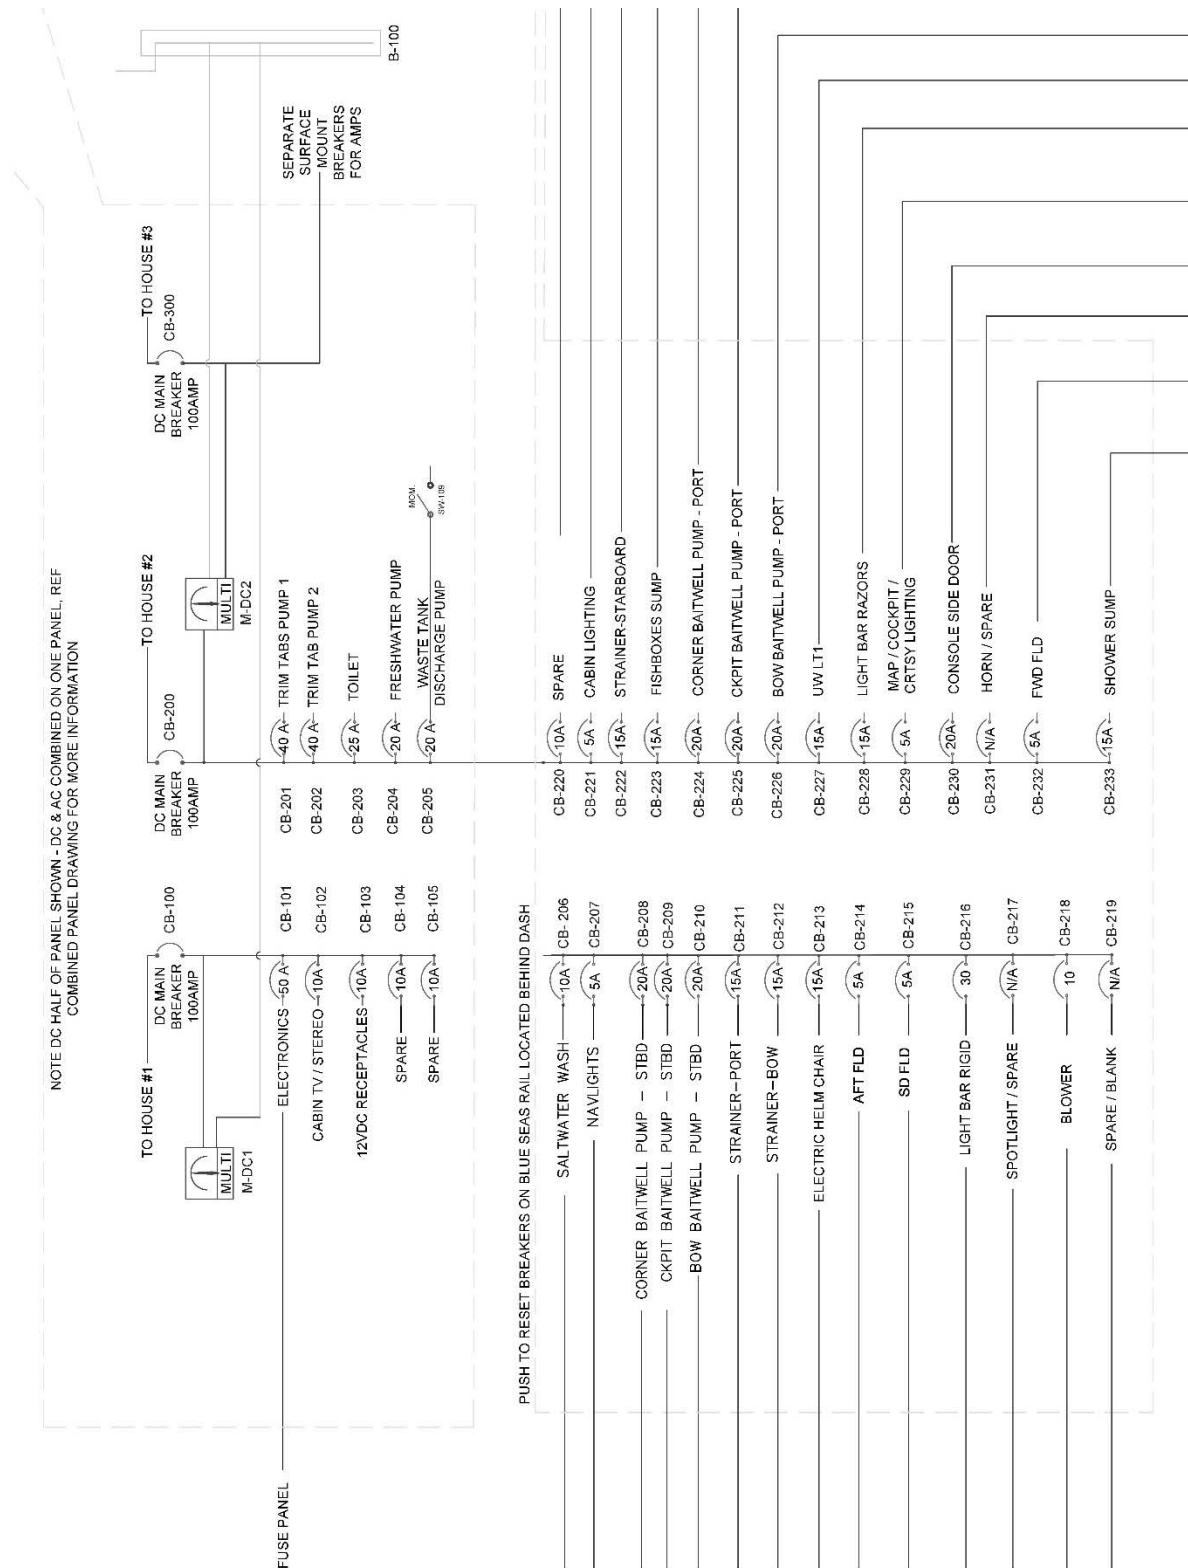 NOTE DC HALF OF PANEL SHOWN - DC & AC COMBINED ON ONE PANEL, REF
COMBINED PANEL DRAWING FOR MORE INFORMATION
TO HOUSE #1
DC MAIN
BREAKER
100AMP
CB-100
MULTI
M-DC1
FUSE PANEL
ELECTRONICS 50 A CB-101
CABIN TV / STEREO 10A CB-102
12VDC RECEPTACLES 10A CB-103
SPARE 10A CB-104
SPARE 10A CB-105
TO HOUSE #2
DC MAIN
BREAKER
100AMP
CB-200
MULTI
M-DC2
CB-201 40 A TRIM TABS PUMP 1
CB-202 40 A TRIM TAB PUMP 2
CB-203 25 A TOILET
CB-204 20 A FRESHWATER PUMP
CB-205 20 A WASTE TANK
DISCHARGE PUMP
MOM.
SW-109
TO HOUSE #3
DC MAIN
BREAKER
100AMP
CB-300
SEPARATE
SURFACE
MOUNT
BREAKERS
FOR AMPS
B-100
PUSH TO RESET BREAKERS ON BLUE SEAS RAIL LOCATED BEHIND DASH
SALTWATER WASH 10A CB- 206
NAVLIGHTS 5A CB-207
CORNER BAITWELL PUMP - STBD 20A CB-208
CKPIT BAITWELL PUMP - STBD 20A CB-209
BOW BAITWELL PUMP - STBD 20A CB-210
STRAINER-PORT 15A CB-211
STRAINER-BOW 15A CB-212
ELECTRIC HELM CHAIR 15A CB-213
AFT FLD 5A CB-214
SD FLD 5A CB-215
LIGHT BAR RIGID 30 CB-216
SPOTLIGHT / SPARE N/A CB-217
BLOWER 10 CB-218
SPARE / BLANK N/A CB-219
CB-220 10A SPARE
CB-221 5A CABIN LIGHTING
CB-222 15A STRAINER-STARBOARD
CB-223 15A FISHBOXES SUMP
CB-224 20A CORNER BAITWELL PUMP - PORT
CB-225 20A CKPIT BAITWELL PUMP - PORT
CB-226 20A BOW BAITWELL PUMP - PORT
CB-227 15A UW LT1
CB-228 15A LIGHT BAR RAZORS
CB-229 5A MAP / COCKPIT /
CRTSY LIGHTING
CB-230 20A CONSOLE SIDE DOOR
CB-231 N/A HORN / SPARE
CB-232 5A FWD FLD
CB-233 15A SHOWER SUMP